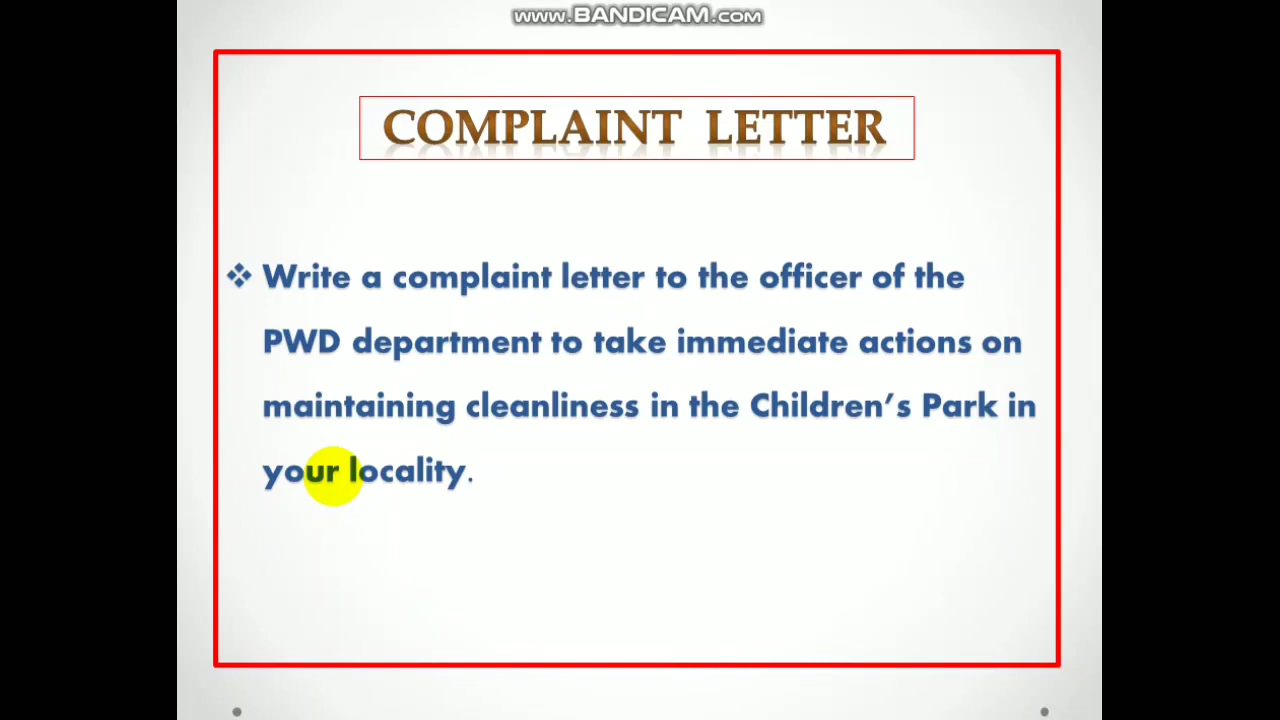 www.BANDICAM.com
COMPLAINT LETTER
❖ Write a complaint letter to the officer of the
PWD department to take immediate actions on
maintaining cleanliness in the Children’s Park in
your locality.